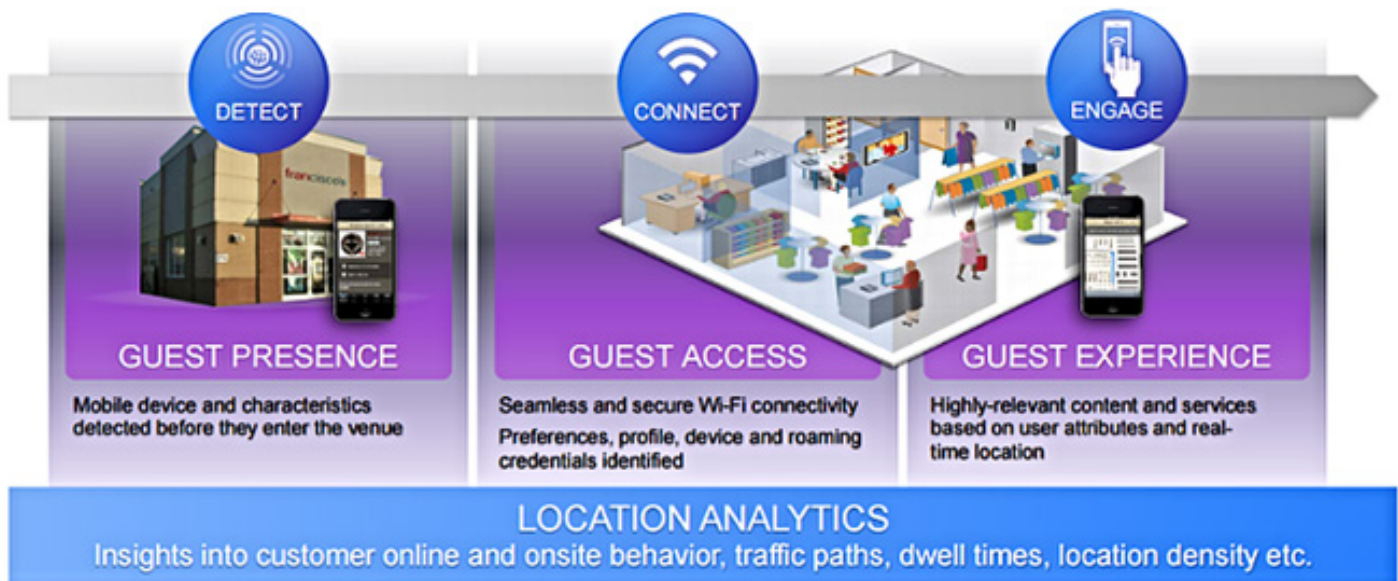 DETECT
CONNECT
ENGAGE
francisco's
GUEST PRESENCE
Mobile device and characteristics
detected before they enter the venue
GUEST ACCESS
Seamless and secure Wi-Fi connectivity
Preferences, profile, device and roaming
credentials identified
GUEST EXPERIENCE
Highly-relevant content and services
based on user attributes and real-
time location
LOCATION ANALYTICS
Insights into customer online and onsite behavior, traffic paths, dwell times, location density etc.